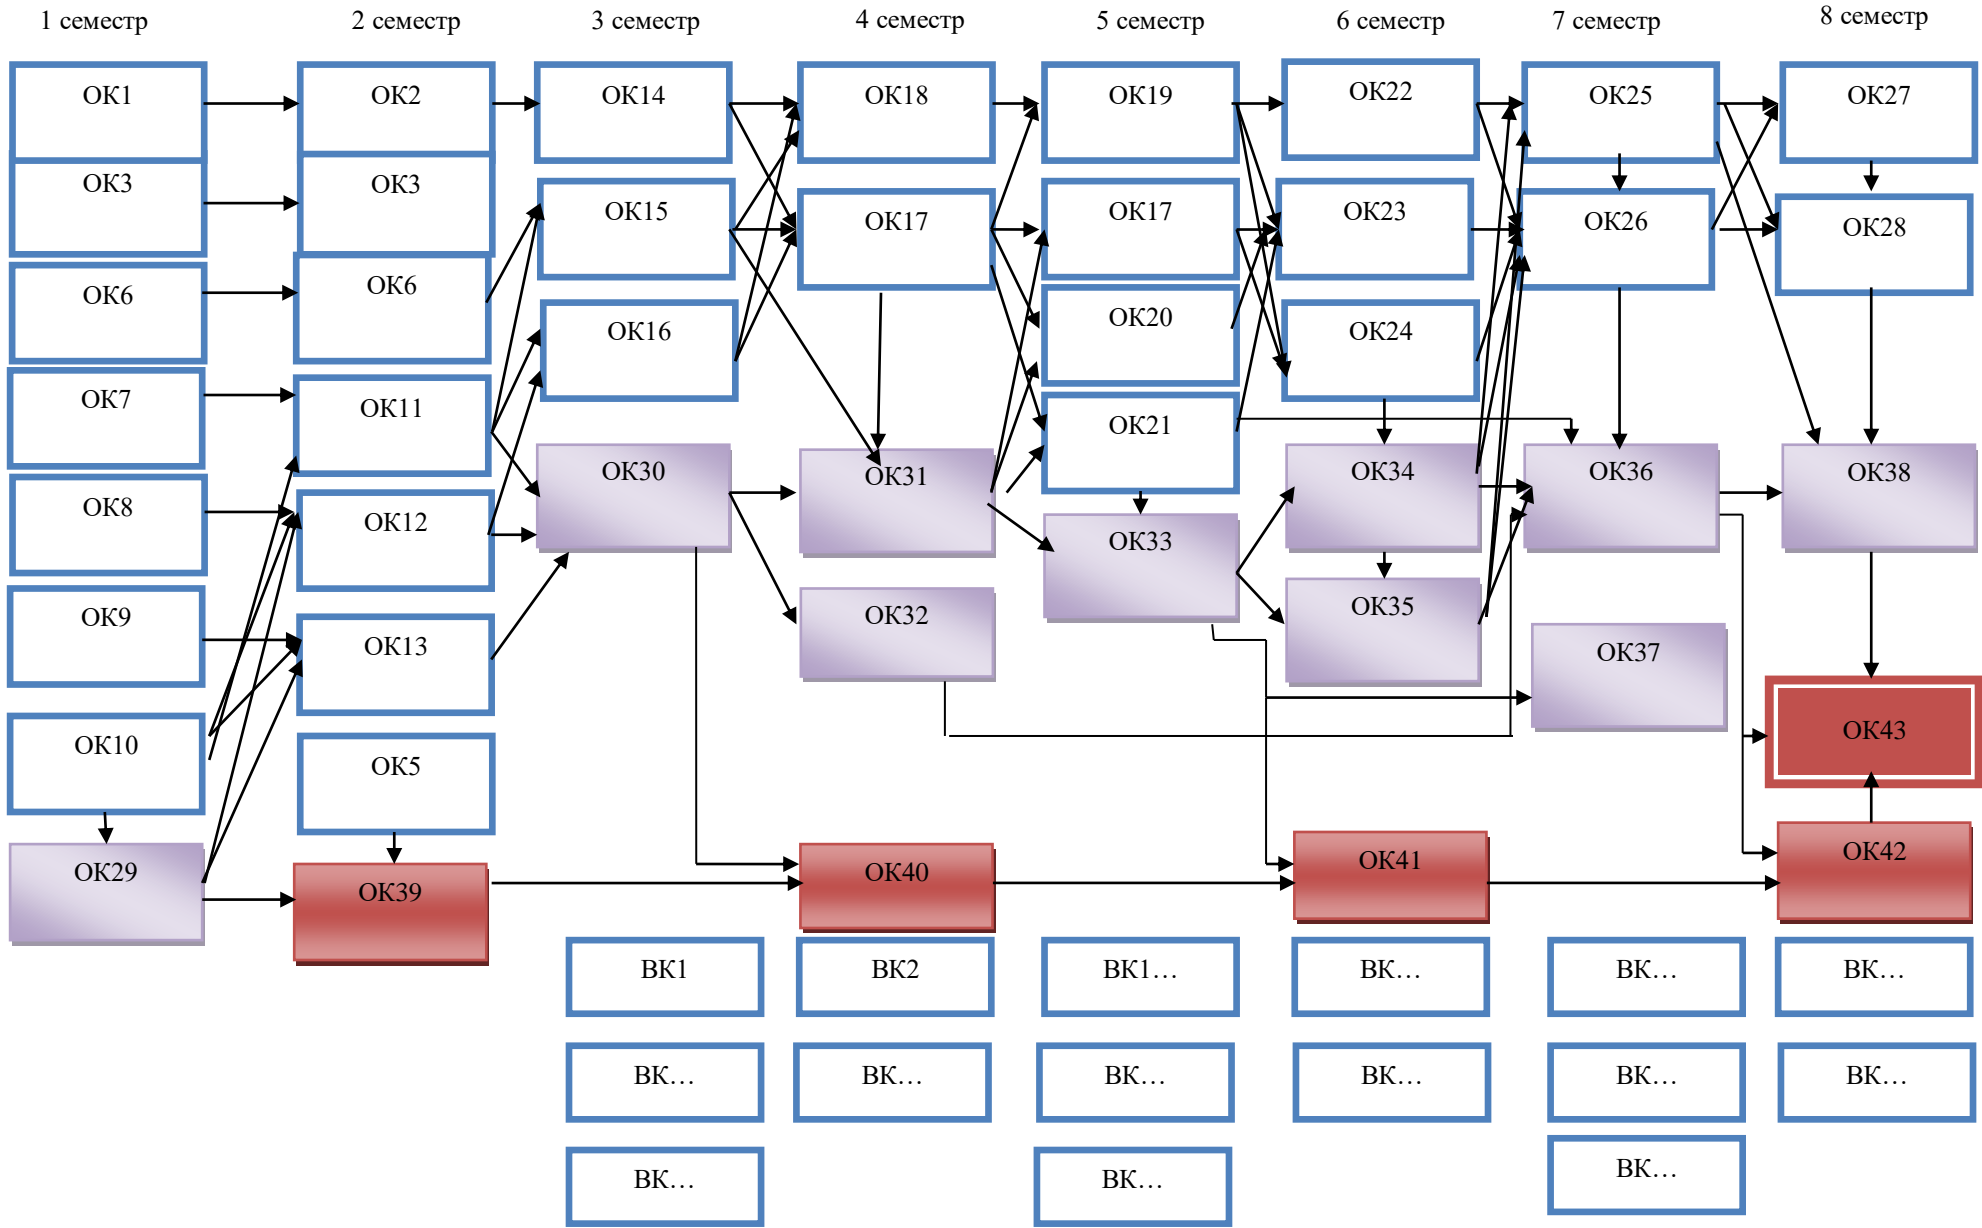 1 семестр
2 семестр
3 семестр
4 семестр
5 семестр
6 семестр
7 семестр
8 семестр
ОК1
ОК2
ОК14
ОК18
ОК19
ОК22
ОК25
ОК27
ОК3
ОК3
ОК15
ОК17
ОК17
ОК23
ОК26
ОК28
ОК6
ОК6
ОК16
ОК20
ОК24
ОК7
ОК11
ОК21
ОК30
ОК31
ОК34
ОК36
ОК38
ОК8
ОК12
ОК33
ОК9
ОК13
ОК32
ОК35
ОК37
ОК10
ОК5
ОК43
ОК29
ОК39
ОК40
ОК41
ОК42
ВК1
ВК2
ВК1…
ВК…
ВК…
ВК…
ВК…
ВК…
ВК…
ВК…
ВК…
ВК…
ВК…
ВК…
ВК…